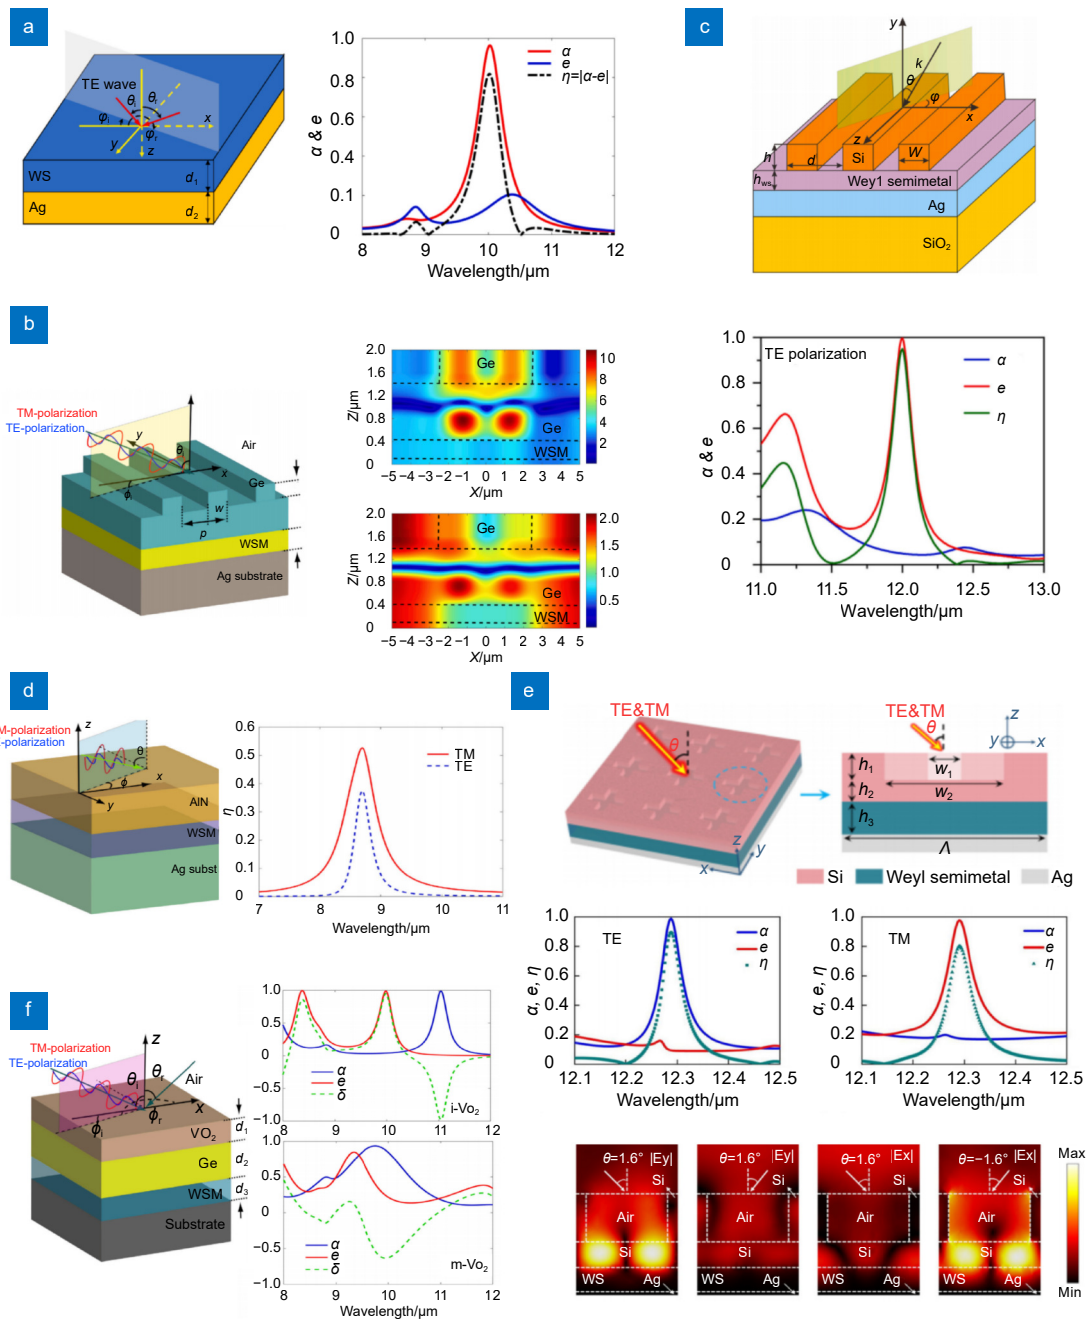 a
TE wave
θi
θr
φi
φr
x
y
z
WS
d1
Ag
d2
α
e
η=|α-e|
1.0
0.8
0.6
0.4
0.1
0
α & e
8
9
10
11
12
Wavelength/μm
c
y
k
θ
φ
x
z
h
d
Si
W
hws
Wey1 semimetal
Ag
SiO2
b
TM-polarization
TE-polarization
Air
y
θ
x
Ge
ϕ
w
p
WSM
Ag substrate
2.0
1.6
1.2
0.8
0.4
0
Z/μm
Ge
Ge
WSM
10
8
6
4
2
−5 −4 −3 −2 −1 0 1 2 3 4 5
X/μm
2.0
1.6
1.2
0.8
0.4
0
Z/μm
Ge
Ge
WSM
2.0
1.5
1.0
0.5
0
−5 −4 −3 −2 −1 0 1 2 3 4 5
X/μm
TE polarization
α
e
η
1.0
0.8
0.6
0.4
0.2
0
α & e
11.0 11.5 12.0 12.5 13.0
Wavelength/μm
d
M-polarization
-polarization
z
θ
x
ϕ
y
AlN
WSM
Ag subst
0.6
0.5
0.4
0.3
0.2
0.1
0
η
TM
TE
7 8 9 10 11
Wavelength/μm
e
TE&TM
θ
z
y
x
TE&TM
θ
z
y
x
h1
w1
h2
w2
h3
Λ
Si
Weyl semimetal
Ag
TE
α
e
η
1.0
0.8
0.6
0.4
0.2
0
α, e, η
12.1 12.2 12.3 12.4 12.5
Wavelength/μm
TM
α
e
η
1.0
0.8
0.6
0.4
0.2
0
α, e, η
12.1 12.2 12.3 12.4 12.5
Wavelength/μm
θ=1.6° |Ey|
Si
Air
Si
WS Ag
θ=1.6° |Ey|
Si
Air
Si
WS Ag
θ=1.6° |Ex|
Si
Air
Si
WS Ag
θ=−1.6° |Ex|
Si
Air
Si
WS Ag
Max
Min
f
TM-polarization
TE-polarization
z
θi
θr
Air
x
ϕi
ϕr
VO2
d1
Ge
d2
WSM
d3
Substrate
1.0
0.5
0
−0.5
−1.0
α
e
δ
i-Vo2
8 9 10 11 12
1.0
0.5
0
−0.5
−1.0
α
e
δ
m-Vo2
8 9 10 11 12
Wavelength/μm